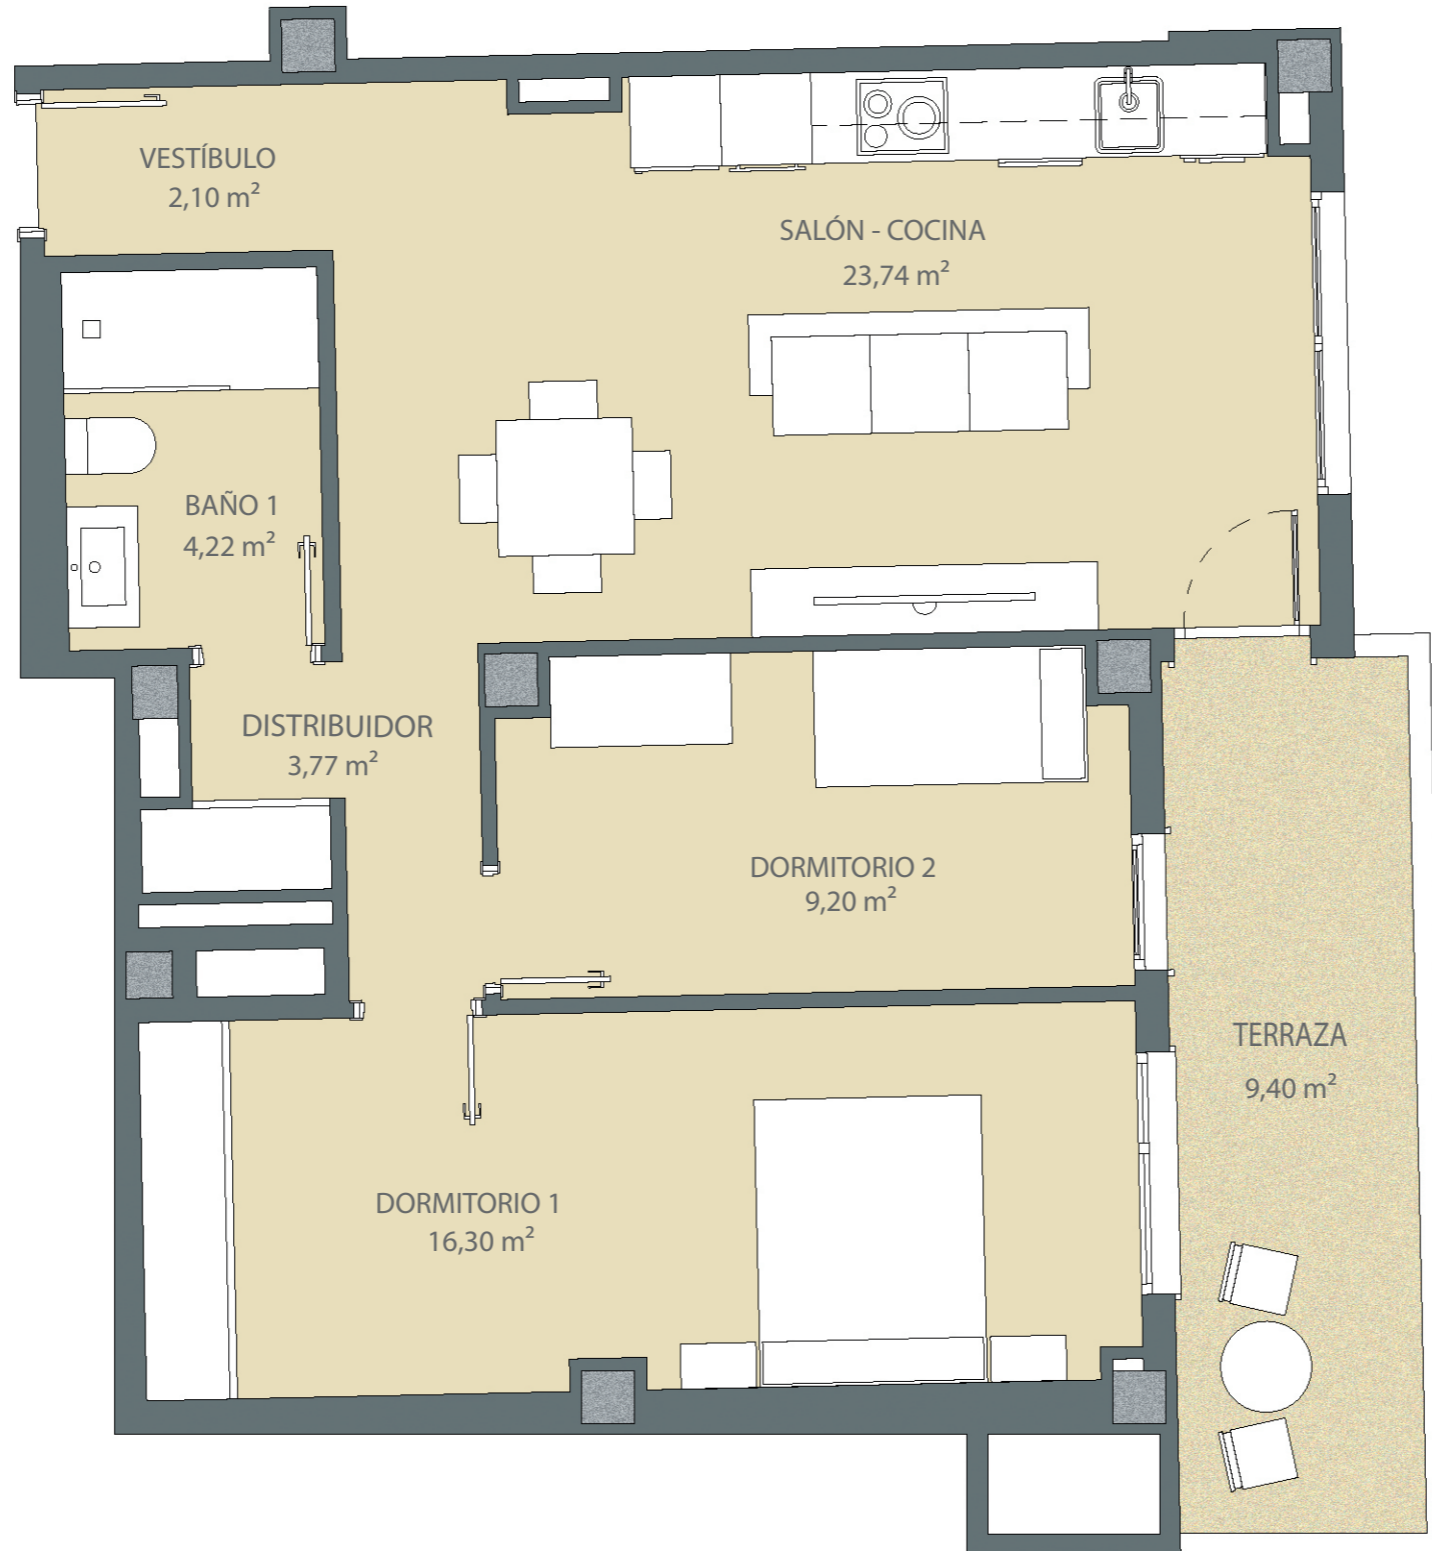 VESTÍBULO
2,10 m²
SALÓN - COCINA
23,74 m²
BAÑO 1
4,22 m²
DISTRIBUIDOR
3,77 m²
DORMITORIO 2
9,20 m²
TERRAZA
9,40 m²
DORMITORIO 1
16,30 m²